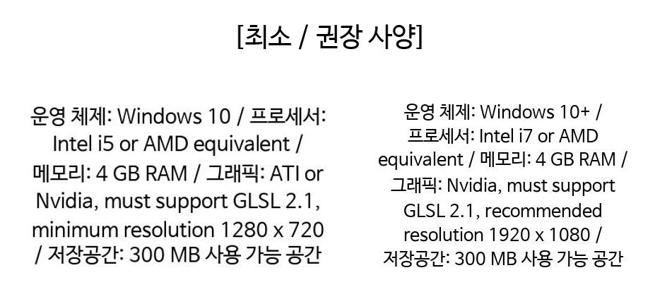 [최소 / 권장 사양]
운영 체제: Windows 10 / 프로세서:
Intel i5 or AMD equivalent /
메모리: 4 GB RAM / 그래픽: ATI or
Nvidia, must support GLSL 2.1,
minimum resolution 1280 x 720
/ 저장공간: 300 MB 사용 가능 공간
운영 체제: Windows 10+ /
프로세서: Intel i7 or AMD
equivalent / 메모리: 4 GB RAM /
그래픽: Nvidia, must support
GLSL 2.1, recommended
resolution 1920 x 1080 /
저장공간: 300 MB 사용 가능 공간